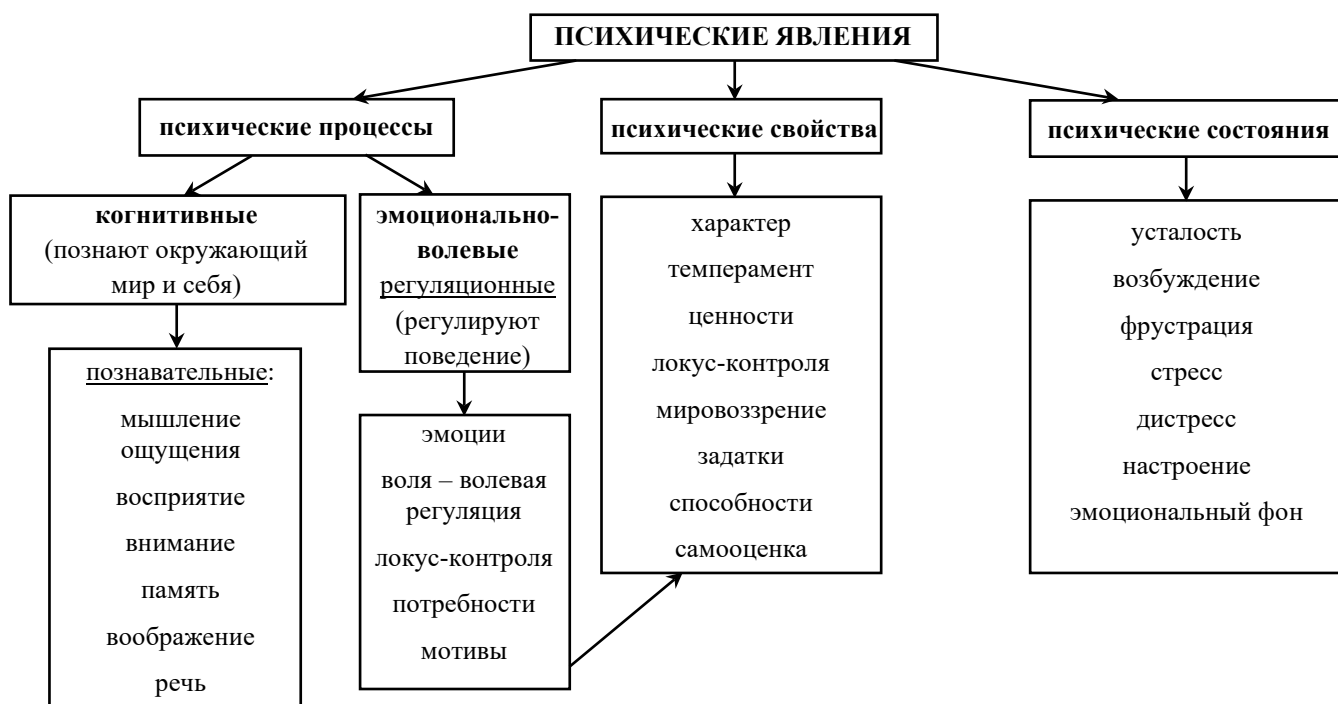 ПСИХИЧЕСКИЕ ЯВЛЕНИЯ
психические процессы
психические свойства
психические состояния
когнитивные
(познают окружающий
мир и себя)
эмоционально-
волевые
регуляционные
(регулируют
поведение)
познавательные:
мышление
ощущения
восприятие
внимание
память
воображение
речь
эмоции
воля – волевая
регуляция
локус-контроля
потребности
мотивы
характер
темперамент
ценности
локус-контроля
мировоззрение
задатки
способности
самооценка
усталость
возбуждение
фрустрация
стресс
дистресс
настроение
эмоциональный фон